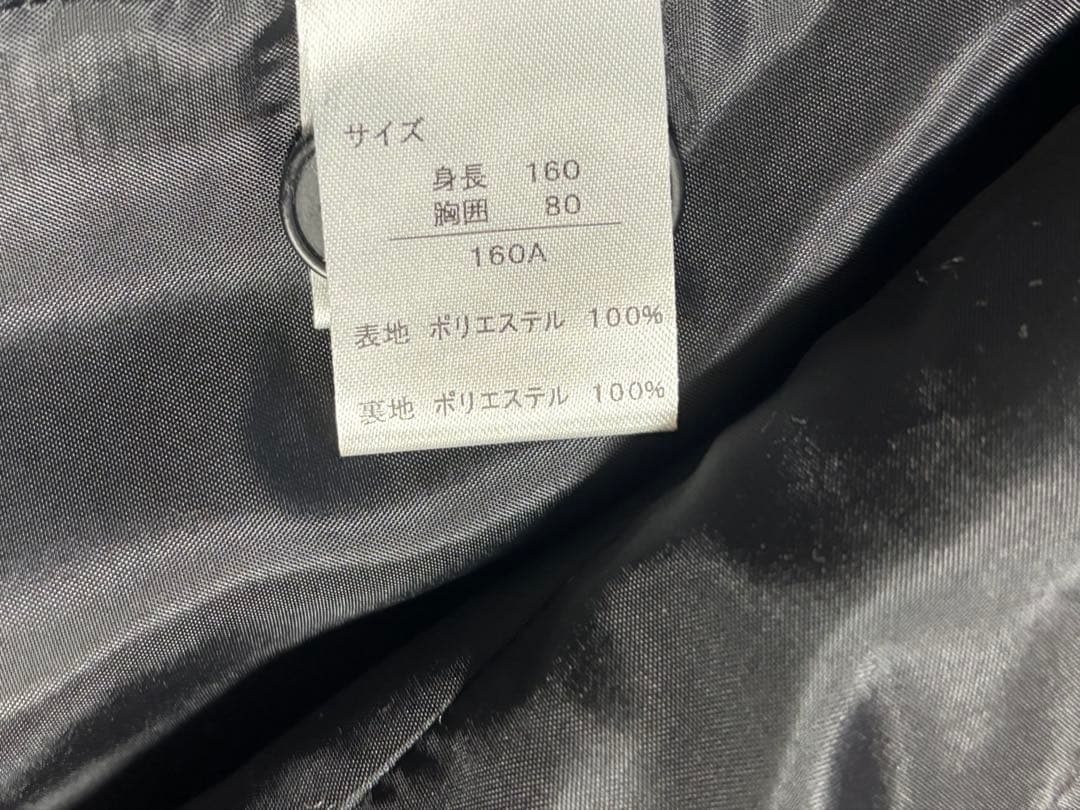 サイズ
身長 160
胸囲 80
160A
表地 ポリエステル 100%
裏地 ポリエステル 100%